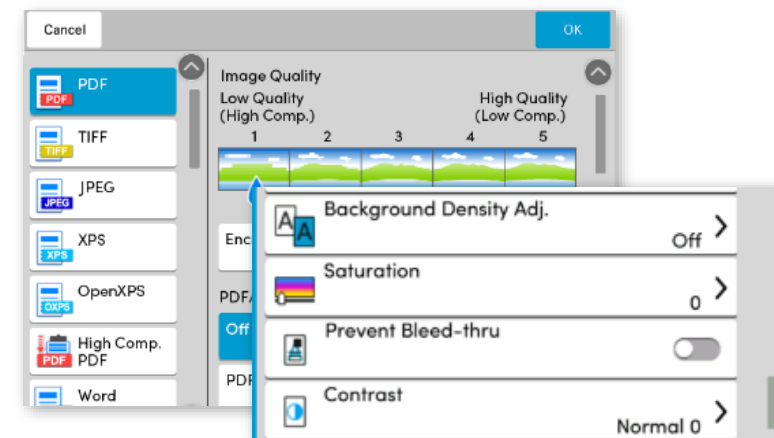 Cancel
OK
PDF
PDF
TIFF
TIFF
JPEG
JPEG
XPS
XPS
OpenXPS
OXPS
High Comp.
PDF
PDF
Word
Image Quality
Low Quality
(High Comp.)
High Quality
(Low Comp.)
1 2 3 4 5
Enc
PDF/
Off
PDF
A A
Background Density Adj.
Off
Saturation
0
Prevent Bleed-thru
Contrast
Normal 0